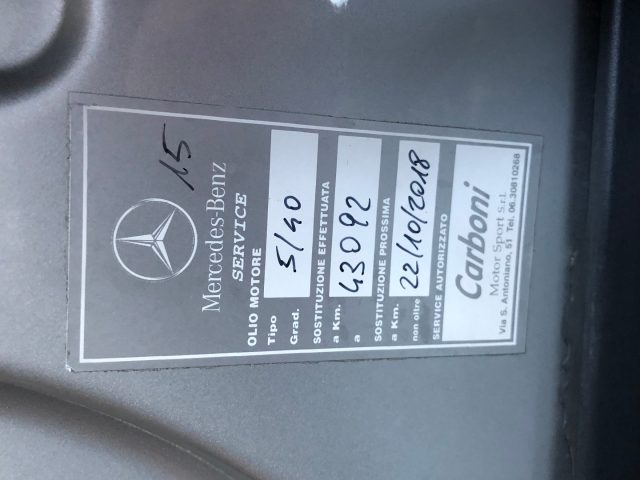 15
Mercedes-Benz
SERVICE
OLIO MOTORE
Tipo
Grad. 5/40
SOSTITUZIONE EFFETTUATA
a Km. 43092
a
SOSTITUZIONE PROSSIMA
a Km.
non oltre 22/10/2018
SERVICE AUTORIZZATO
Carboni
Motor Sport s.r.l.
Via S. Antoniano, 51 Tel. 06.30810268